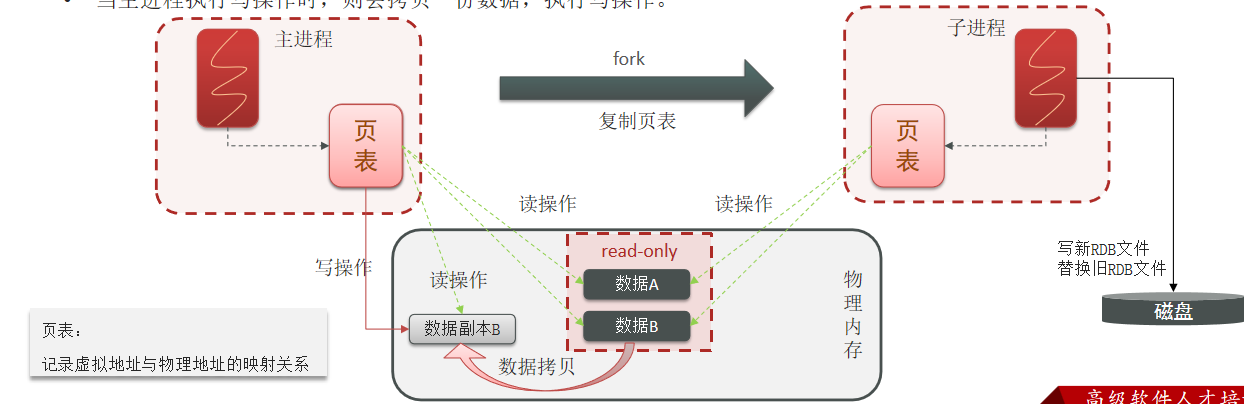 • 当主进程执行写操作时，则会拷贝一份数据，执行写操作。
主进程
fork
子进程
页表
复制页表
页表
读操作
读操作
read-only
写操作
读操作
数据A
物理内存
写新RDB文件
替换旧RDB文件
数据副本B
数据B
磁盘
页表：
记录虚拟地址与物理地址的映射关系
数据拷贝
高级软件人才培